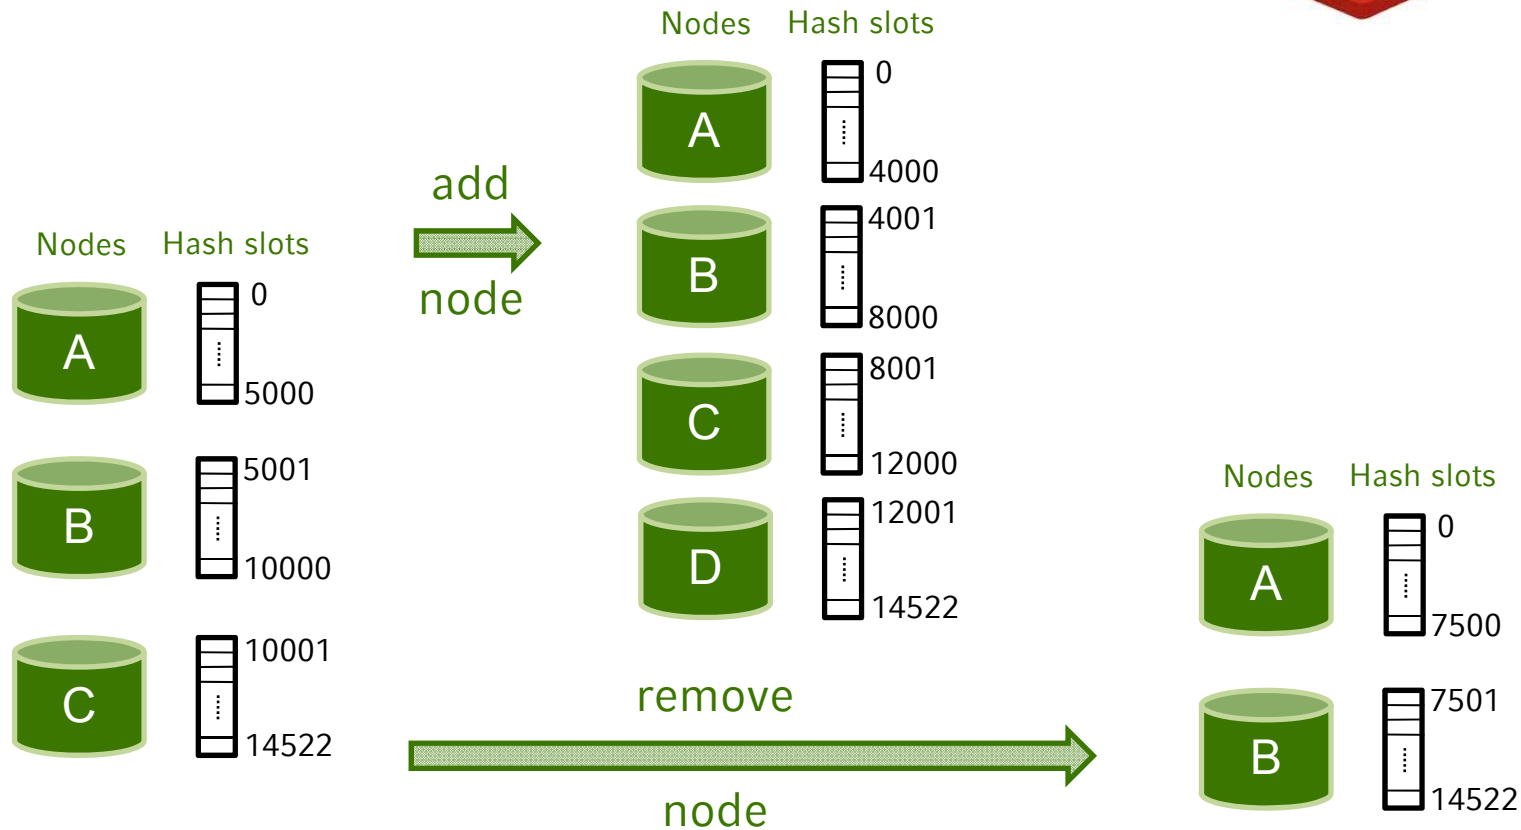 Nodes Hash slots
A
0
5000
B
5001
10000
C
10001
14522
add
node
Nodes Hash slots
A
0
4000
B
4001
8000
C
8001
12000
D
12001
14522
remove
node
Nodes Hash slots
A
0
7500
B
7501
14522